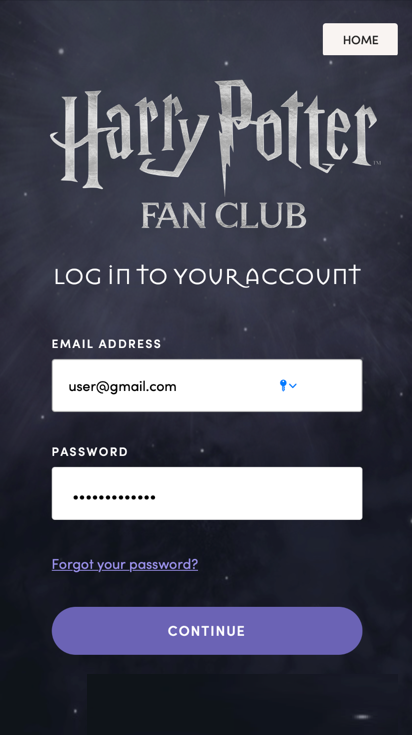 HOME
Harry Potter
TM
FAN CLUB
LOG IN TO YOUR ACCOUNT
EMAIL ADDRESS
user@gmail.com
PASSWORD
•••••••••••••
Forgot your password?
CONTINUE